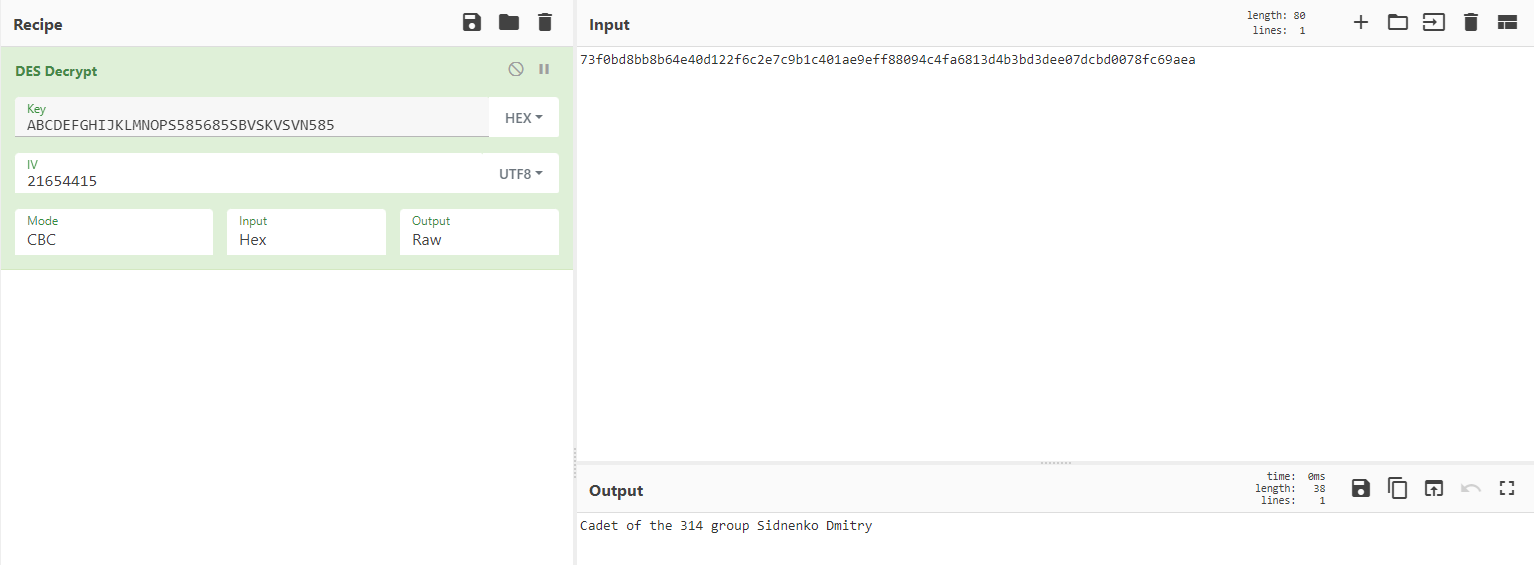 Recipe
DES Decrypt
Key
ABCDEFGHIJKLMNOPS585685SBVSKVSVN585
HEX
IV
21654415
UTF8
Mode
CBC
Input
Hex
Output
Raw
Input
length: 80
lines: 1
73f0bd8bb8b64e40d122f6c2e7c9b1c401ae9eff88094c4fa6813d4b3bd3dee07dcbd0078fc69aea
Output
time: 0ms
length: 38
lines: 1
Cadet of the 314 group Sidnenko Dmitry